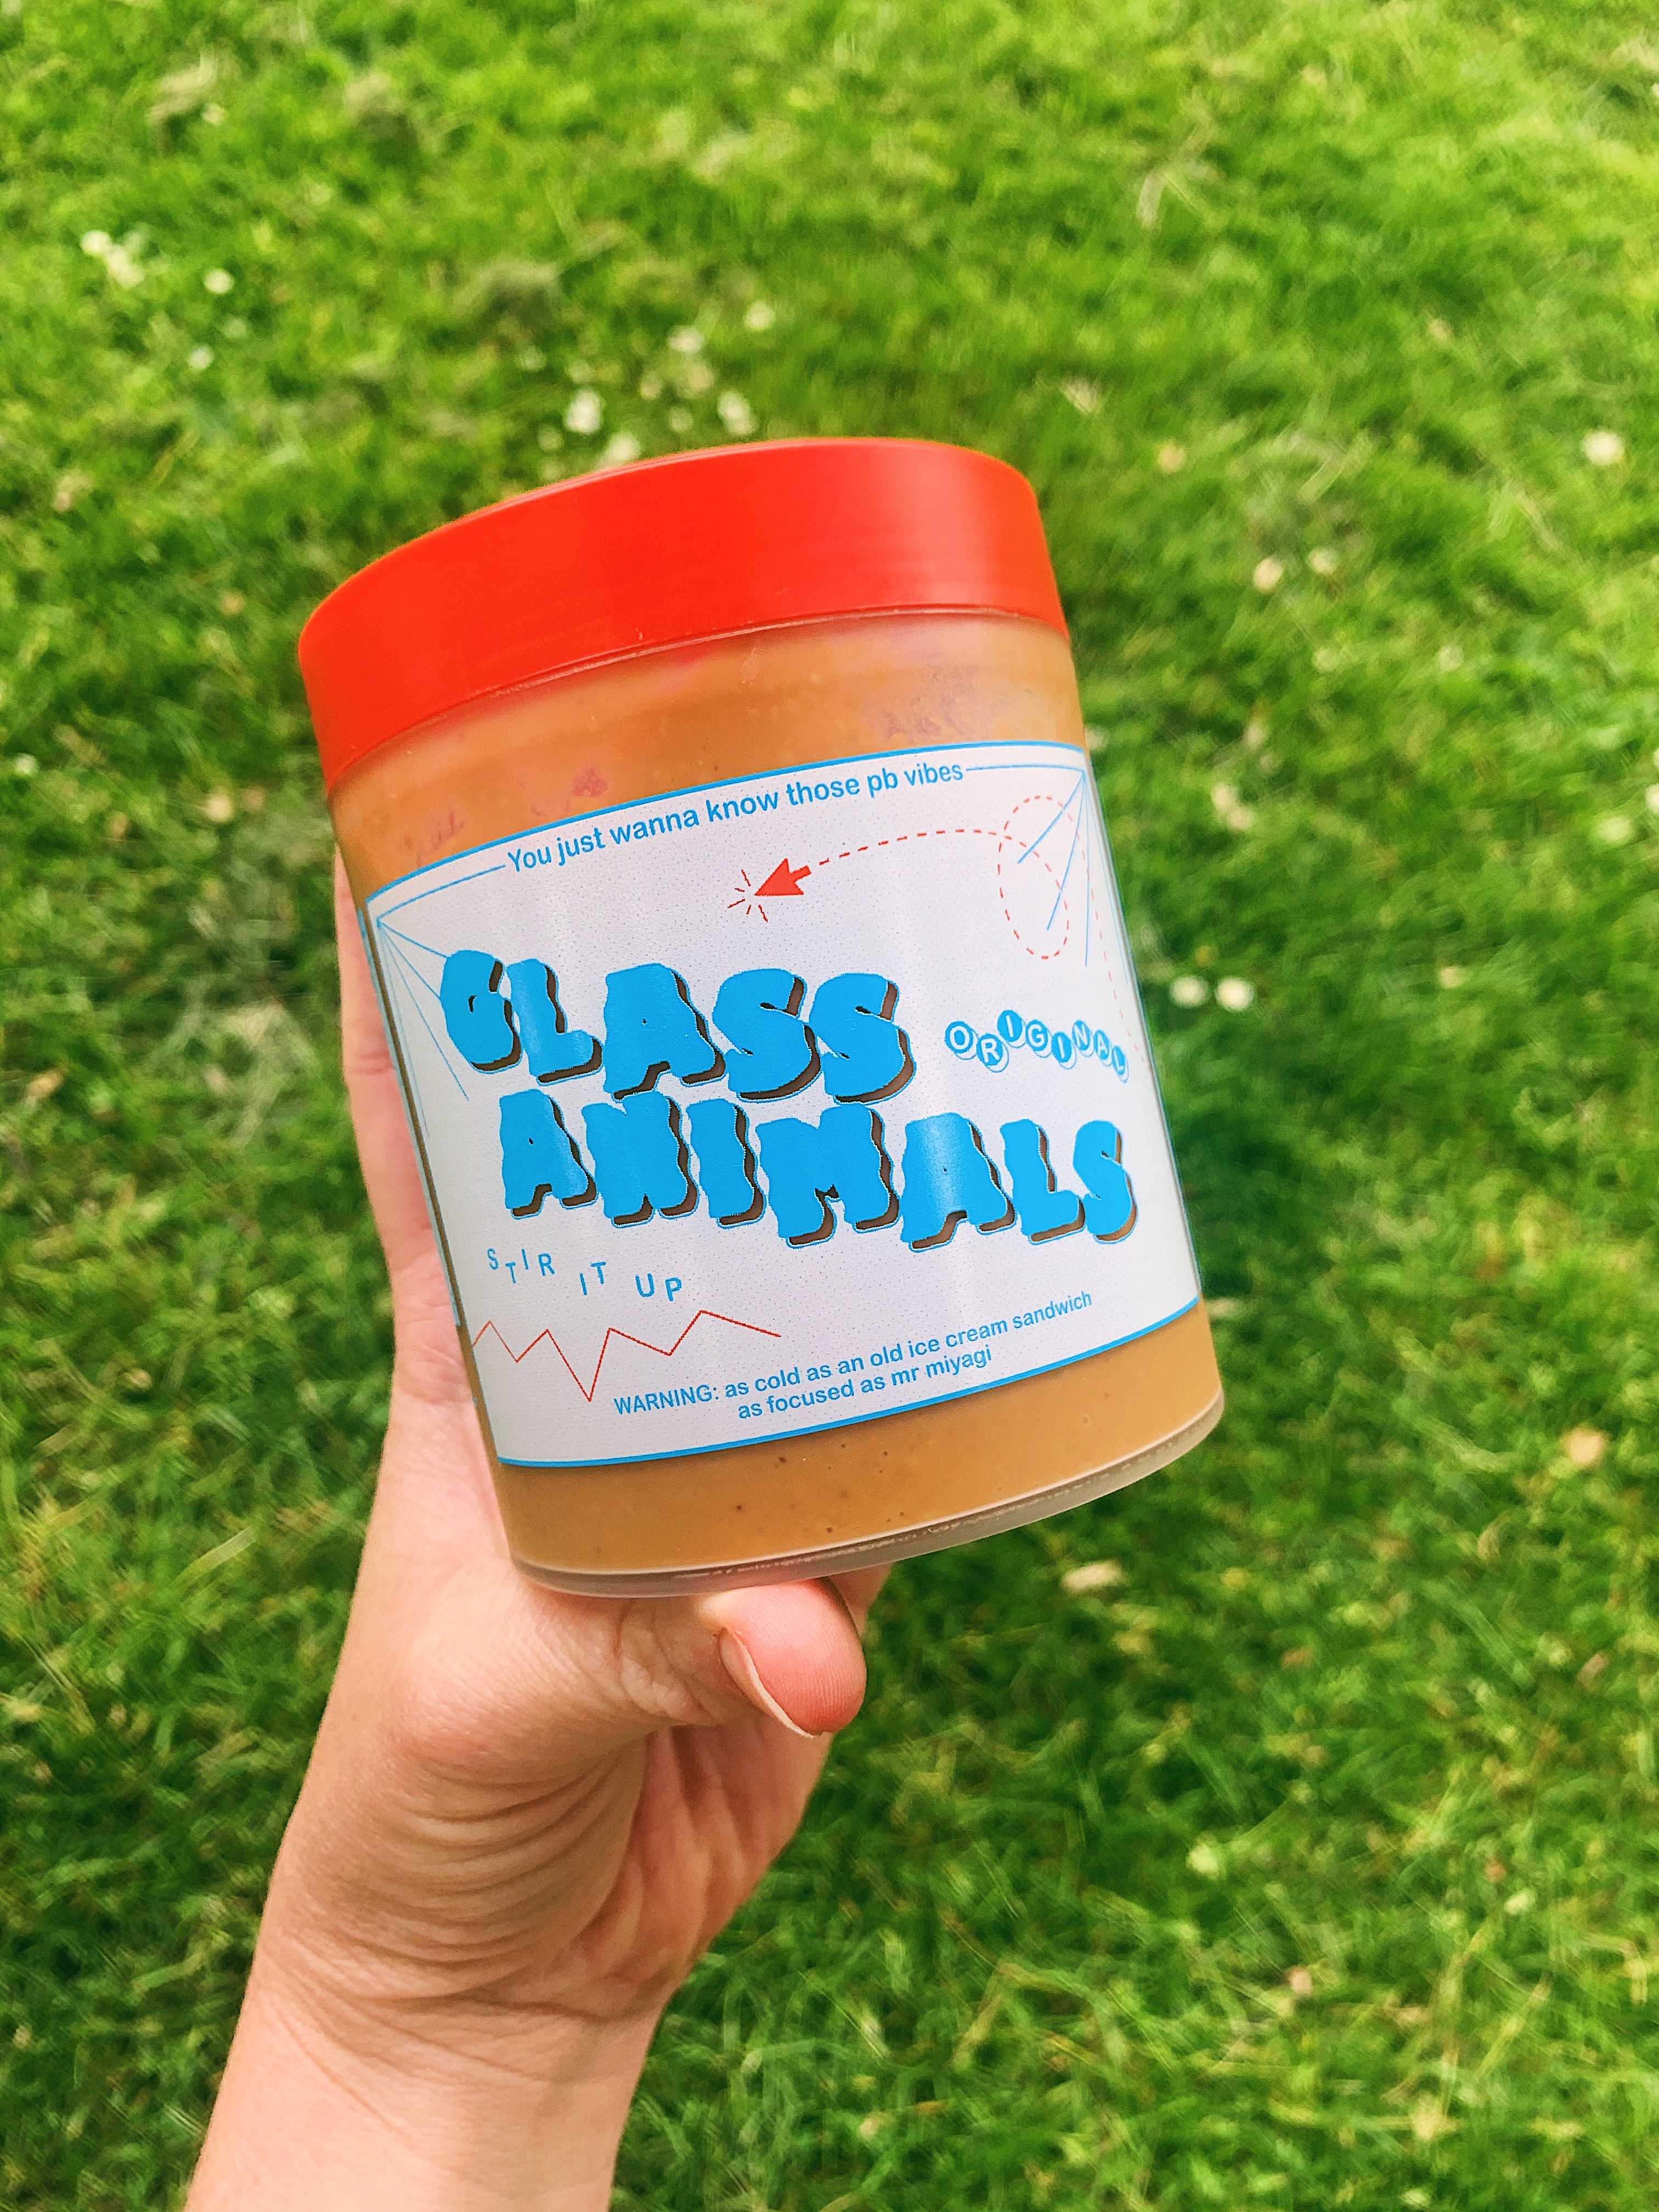 You just wanna know those pb vibes
GLASS
ORIGINAL
ANIMALS
STIR IT UP
WARNING: as cold as an old ice cream sandwich
as focused as mr miyagi